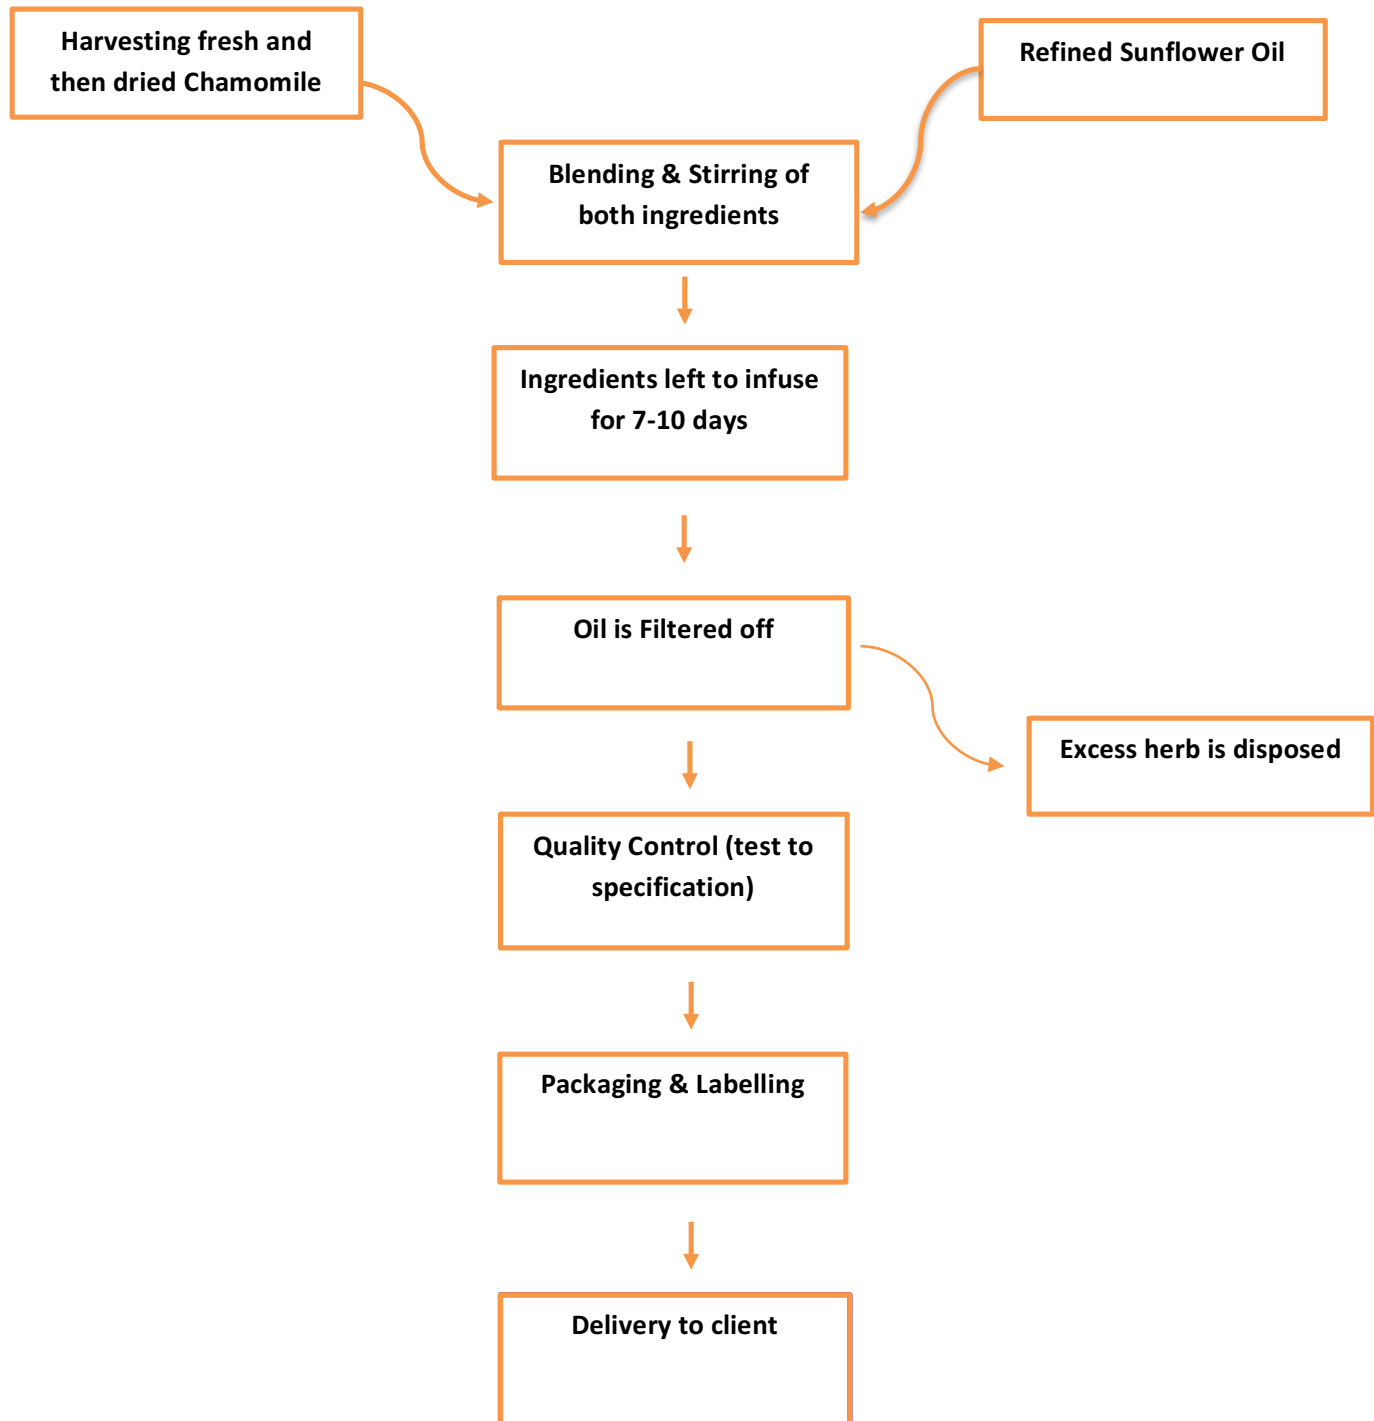 Harvesting fresh and
then dried Chamomile
Refined Sunflower Oil
Blending & Stirring of
both ingredients
Ingredients left to infuse
for 7-10 days
Oil is Filtered off
Excess herb is disposed
Quality Control (test to
specification)
Packaging & Labelling
Delivery to client